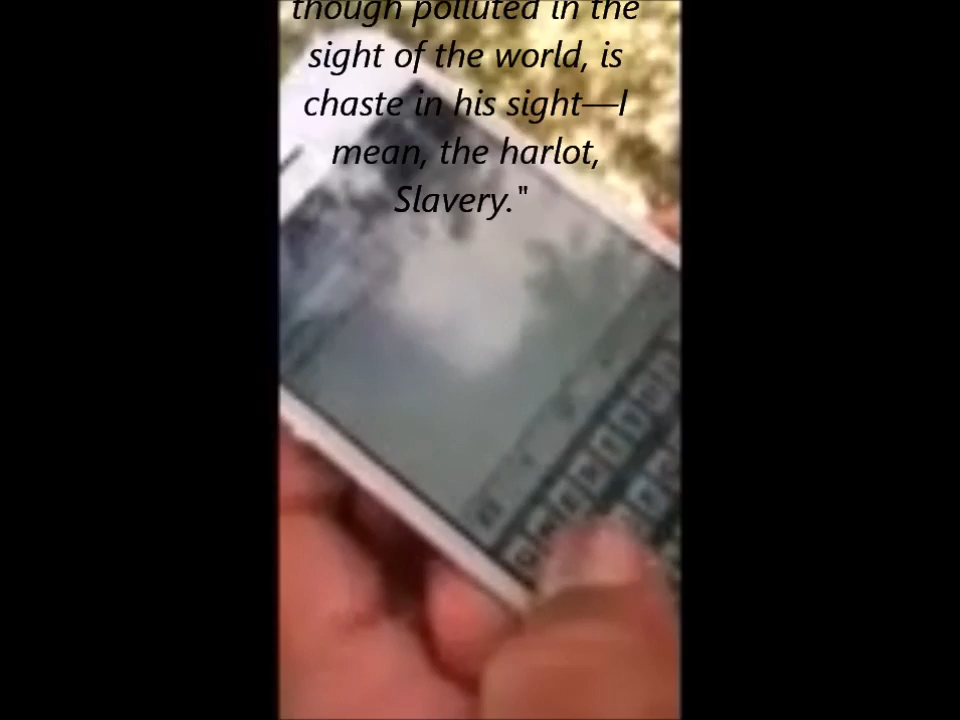 though polluted in the
sight of the world, is
chaste in his sight—I
mean, the harlot,
Slavery."